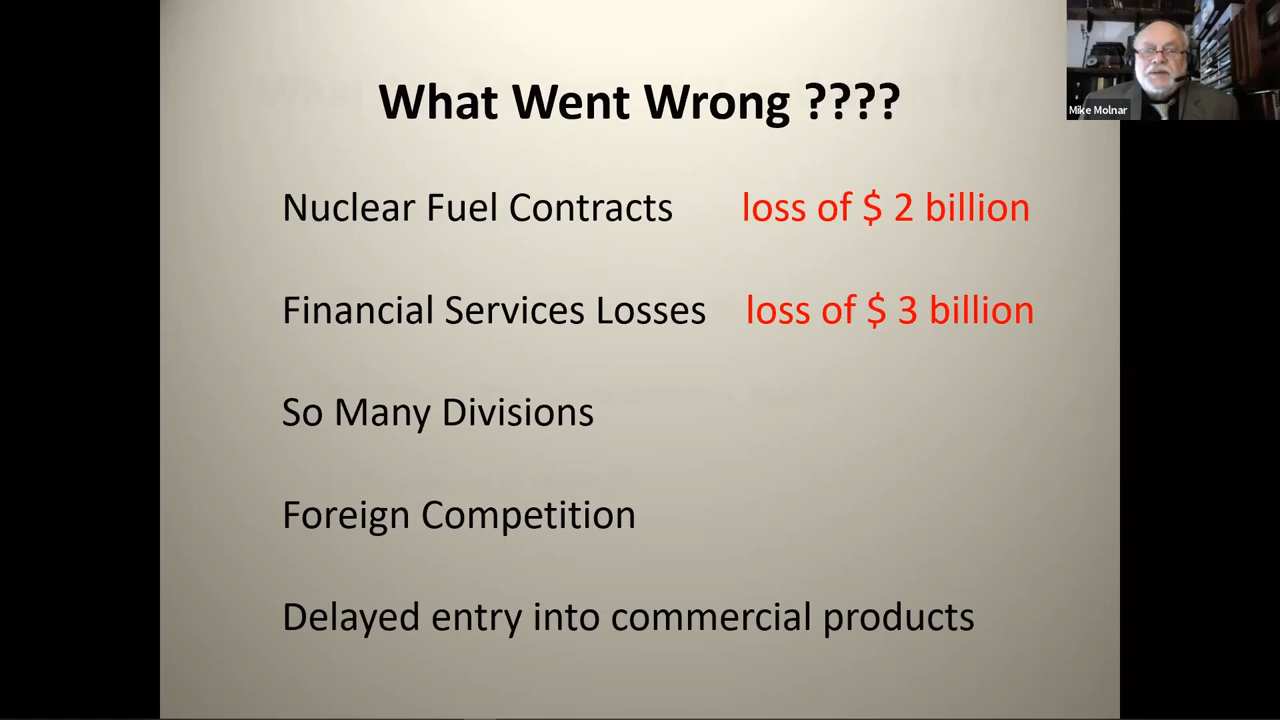 What Went Wrong ????
Mike Molnar
Nuclear Fuel Contracts loss of $ 2 billion
Financial Services Losses loss of $ 3 billion
So Many Divisions
Foreign Competition
Delayed entry into commercial products